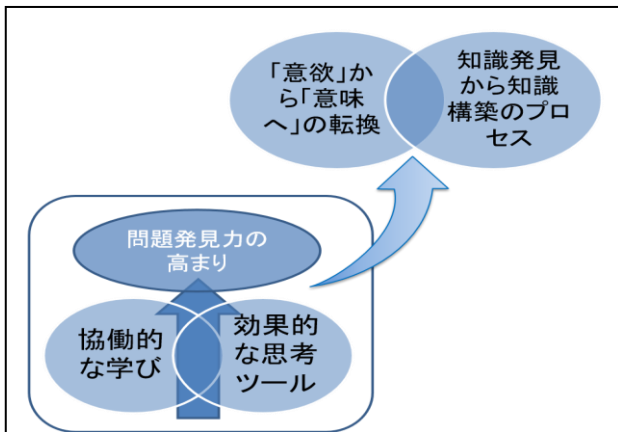 「意欲」か
ら「意味
へ」の転換
知識発見
から知識
構築のプロ
セス
問題発見力の
高まり
協働的
な学び
効果的
な思考
ツール